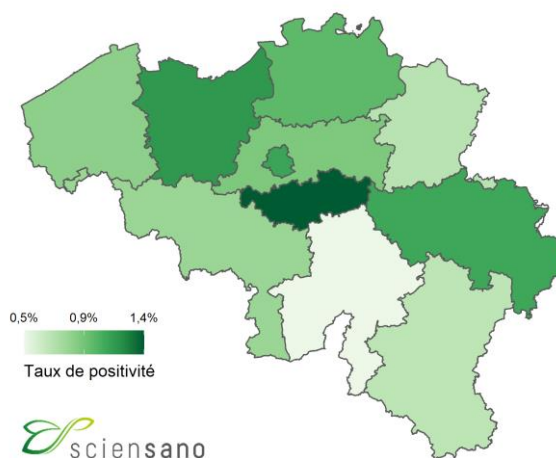 0,5% 0,9% 1,4%
Taux de positivité
sciensano